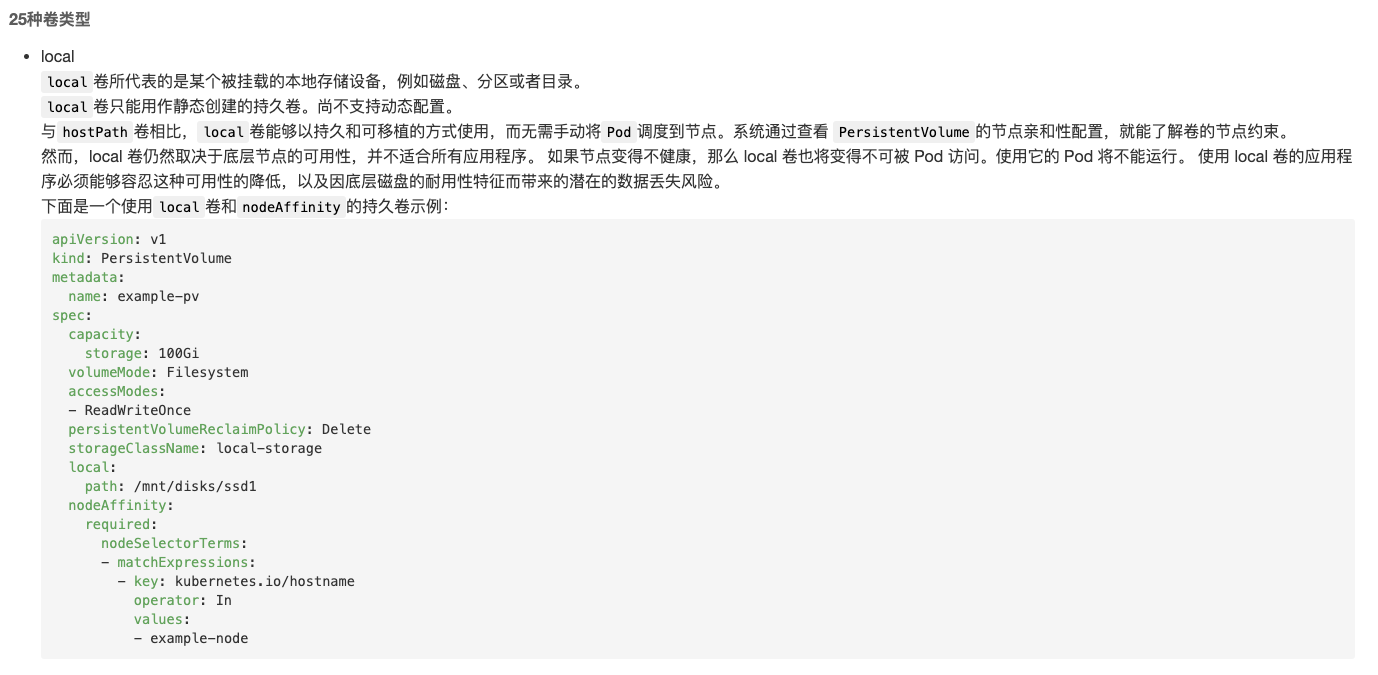 25种卷类型
• local
local 卷所代表的是某个被挂载的本地存储设备，例如磁盘、分区或者目录。
local 卷只能用作静态创建的持久卷。尚不支持动态配置。
与 hostPath 卷相比， local 卷能够以持久和可移植的方式使用，而无需手动将 Pod 调度到节点。系统通过查看 PersistentVolume 的节点亲和性配置，就能了解卷的节点约束。
然而，local 卷仍然取决于底层节点的可用性，并不适合所有应用程序。 如果节点变得不健康，那么 local 卷也将变得不可被 Pod 访问。使用它的 Pod 将不能运行。 使用 local 卷的应用程
序必须能够容忍这种可用性的降低，以及因底层磁盘的耐用性特征而带来的潜在的数据丢失风险。
下面是一个使用 local 卷和 nodeAffinity 的持久卷示例：
apiVersion: v1
kind: PersistentVolume
metadata:
  name: example-pv
spec:
  capacity:
    storage: 100Gi
  volumeMode: Filesystem
  accessModes:
  - ReadWriteOnce
  persistentVolumeReclaimPolicy: Delete
  storageClassName: local-storage
  local:
    path: /mnt/disks/ssd1
  nodeAffinity:
    required:
      nodeSelectorTerms:
      - matchExpressions:
        - key: kubernetes.io/hostname
          operator: In
          values:
          - example-node